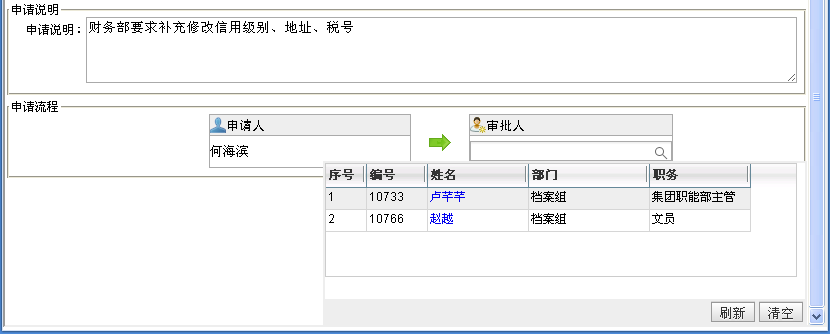 申请说明
申请说明：
财务部要求补充修改信用级别、地址、税号
申请流程
申请人
审批人
何海滨
序号 编号 姓名 部门 职务
1 10733 卢芊芊 档案组 集团职能部主管
2 10766 赵越 档案组 文员
刷新 清空